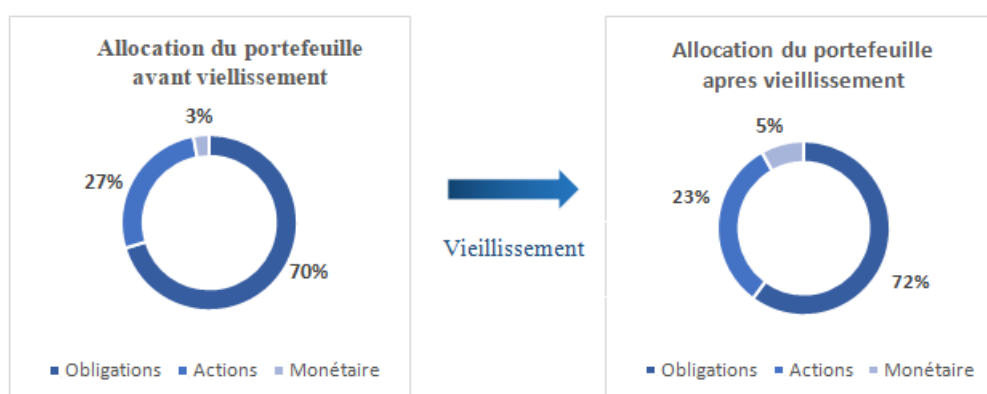 Allocation du portefeuille
avant viellissement
3%
27%
70%
Obligations Actions Monétaire
Vieillissement
Allocation du portefeuille
apres vieillissement
5%
23%
72%
Obligations Actions Monétaire